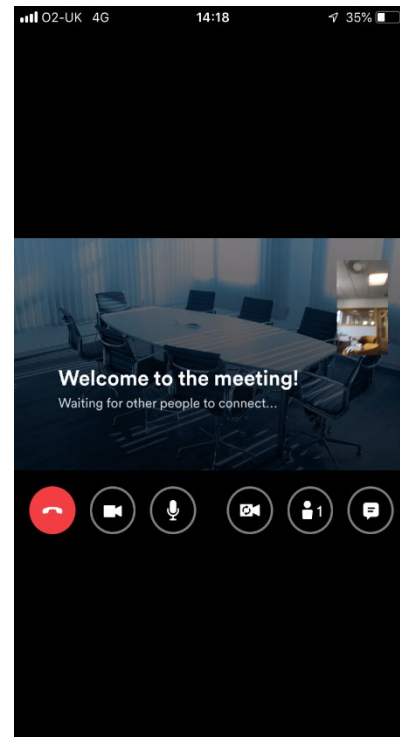 O2-UK 4G 14:18 35%
Welcome to the meeting!
Waiting for other people to connect...
1